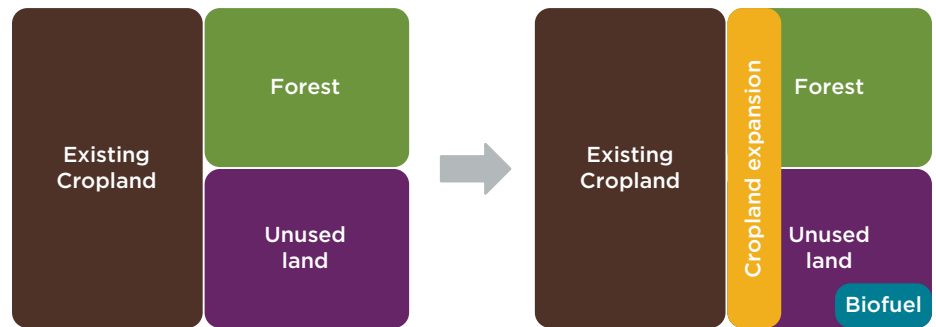 Existing
Cropland
Forest
Unused
land
Existing
Cropland
Cropland expansion
Forest
Unused
land
Biofuel